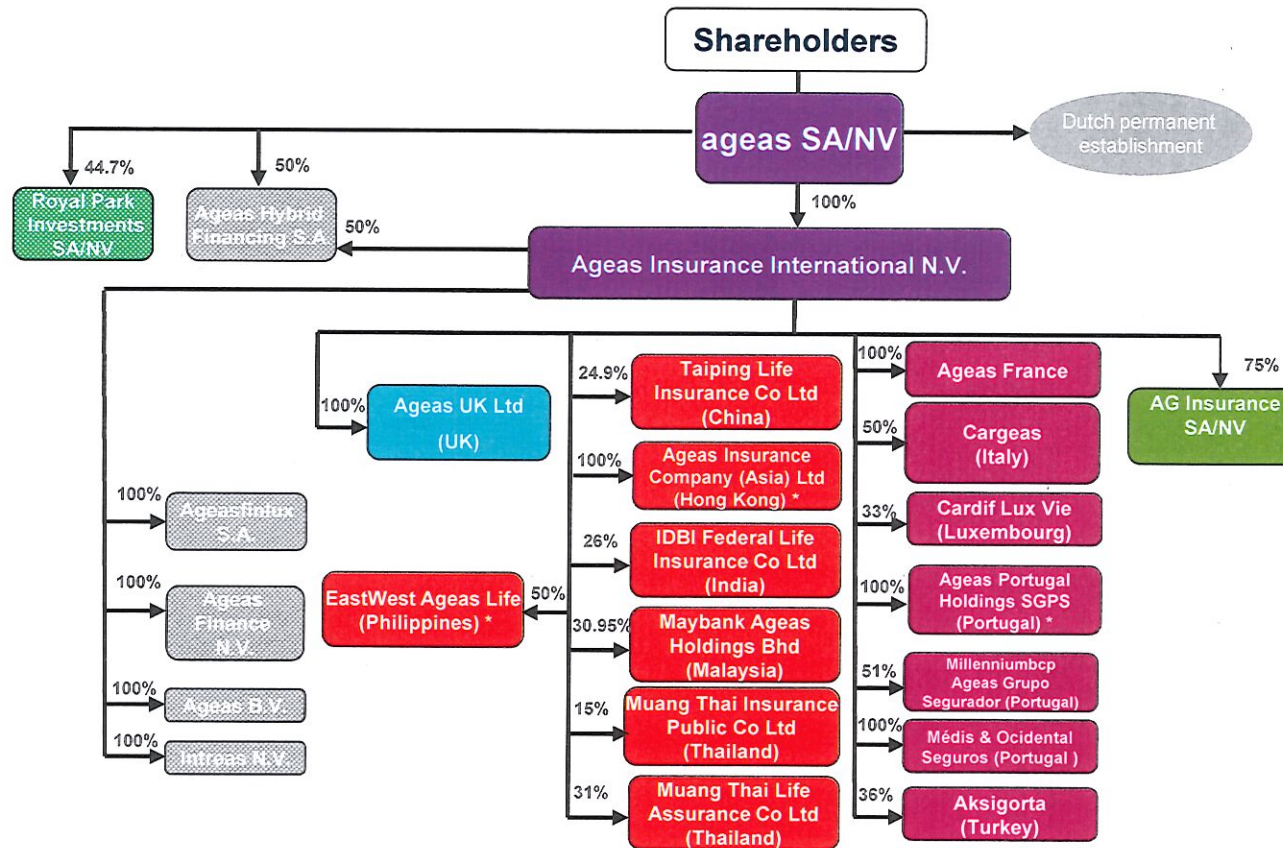 Shareholders
ageas SA/NV
Dutch permanent
establishment
44.7%
50%
100%
Royal Park
Investments
SA/NV
Ageas Hybrid
Financing S.A
50%
Ageas Insurance International N.V.
100%
Ageas UK Ltd
(UK)
24.9%
Taiping Life
Insurance Co Ltd
(China)
100%
Ageas France
75%
AG Insurance
SA/NV
50%
Cargeas
(Italy)
100%
Ageas Insurance
Company (Asia) Ltd
(Hong Kong) *
100%
Ageasfinlux
S.A.
26%
IDBI Federal Life
Insurance Co Ltd
(India)
33%
Cardif Lux Vie
(Luxembourg)
100%
Ageas
Finance
N.V.
EastWest Ageas Life
(Philippines) *
50%
30.95%
Maybank Ageas
Holdings Bhd
(Malaysia)
100%
Ageas Portugal
Holdings SGPS
(Portugal) *
100%
Ageas B.V.
15%
Muang Thai Insurance
Public Co Ltd
(Thailand)
51%
Millenniumbcp
Ageas Grupo
Segurador (Portugal)
100%
Intreas N.V
100%
Médis & Ocidental
Seguros (Portugal )
31%
Muang Thai Life
Assurance Co Ltd
(Thailand)
36%
Aksigorta
(Turkey)